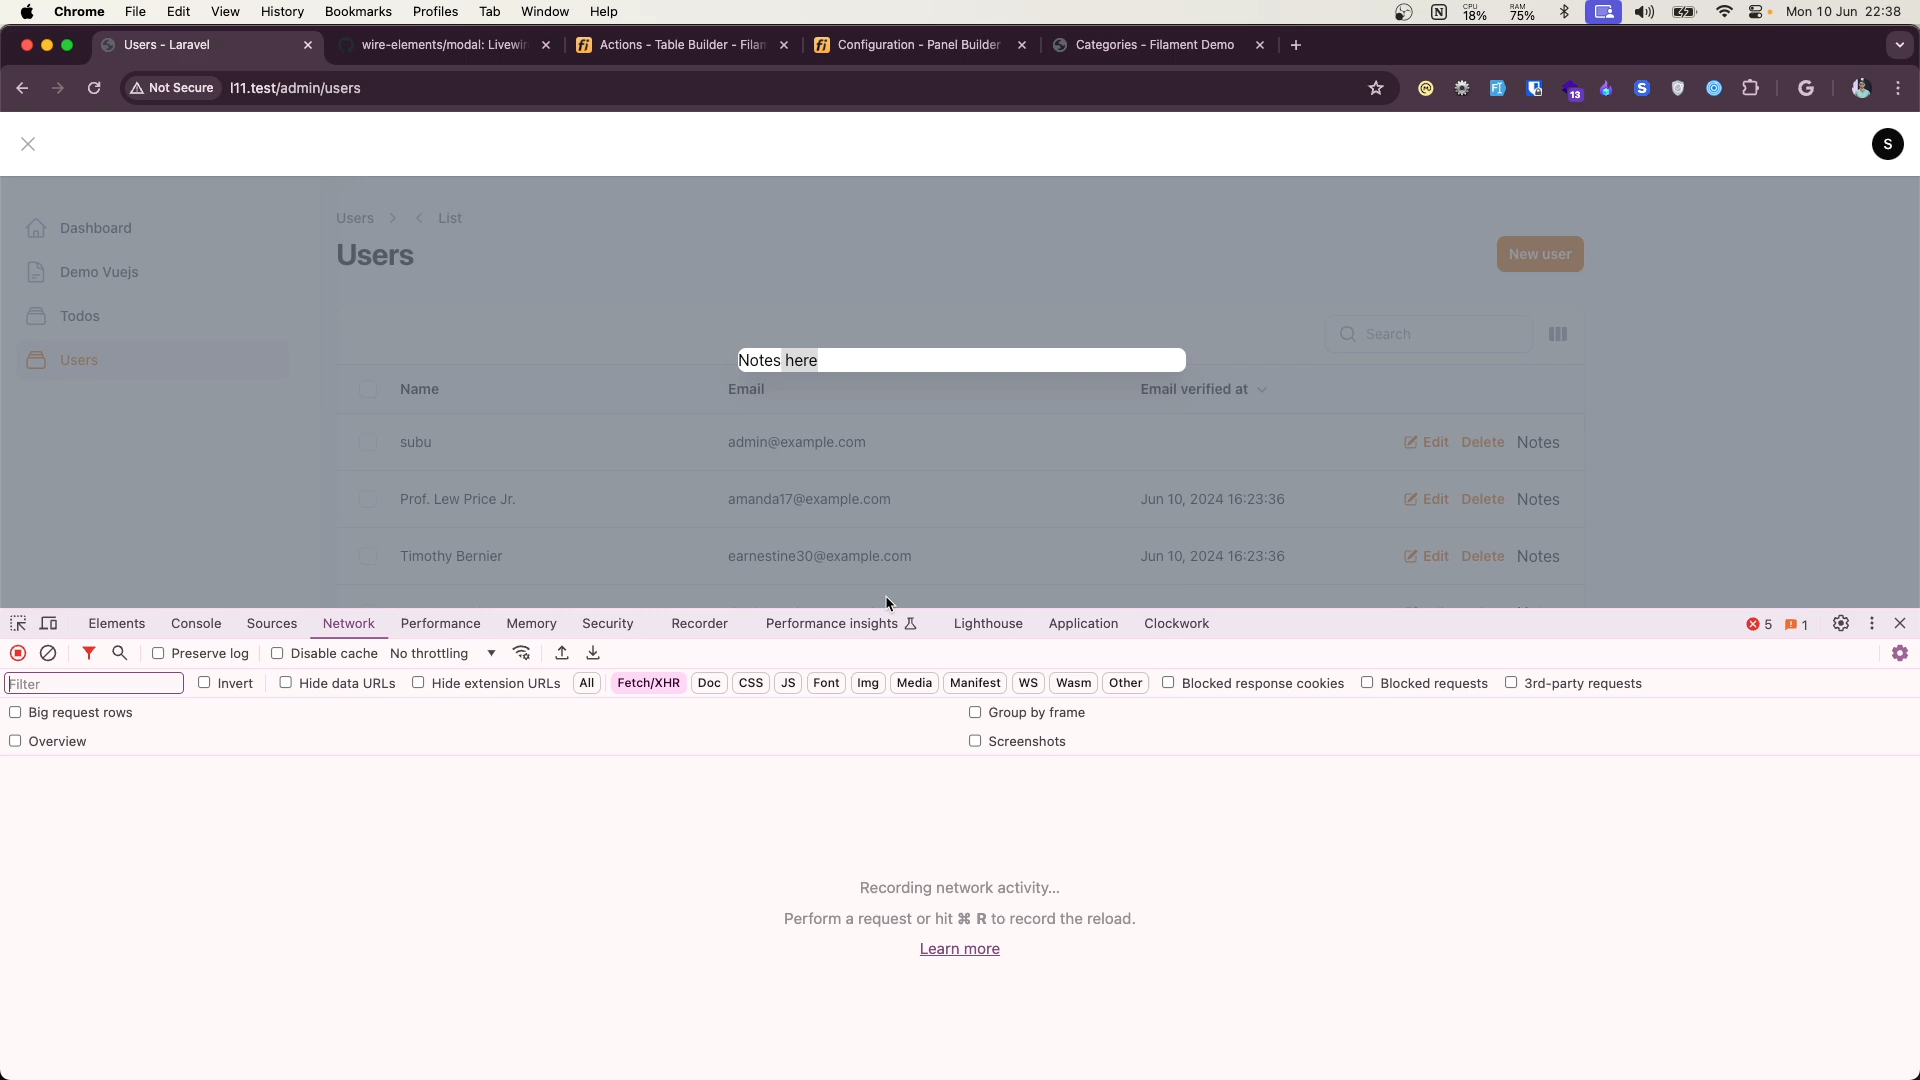 Chrome File Edit View History Bookmarks Profiles Tab Window Help CPU 18% RAM 75% Mon 10 Jun 22:38
Users - Laravel wire-elements/modal: Livewir Actions - Table Builder - Filam Configuration - Panel Builder Categories - Filament Demo
Not Secure l11.test/admin/users 13
S
Users List
Dashboard
Users New user
Demo Vuejs
Todos
Search
Users Notes here
Name Email Email verified at
subu admin@example.com Edit Delete Notes
Prof. Lew Price Jr. amanda17@example.com Jun 10, 2024 16:23:36 Edit Delete Notes
Timothy Bernier earnestine30@example.com Jun 10, 2024 16:23:36 Edit Delete Notes
Elements Console Sources Network Performance Memory Security Recorder Performance insights Lighthouse Application Clockwork 5 1
Preserve log Disable cache No throttling
Filter Invert Hide data URLs Hide extension URLs All Fetch/XHR Doc CSS JS Font Img Media Manifest WS Wasm Other Blocked response cookies Blocked requests 3rd-party requests
Big request rows Group by frame
Overview Screenshots
Recording network activity...
Perform a request or hit ⌘ R to record the reload.
Learn more